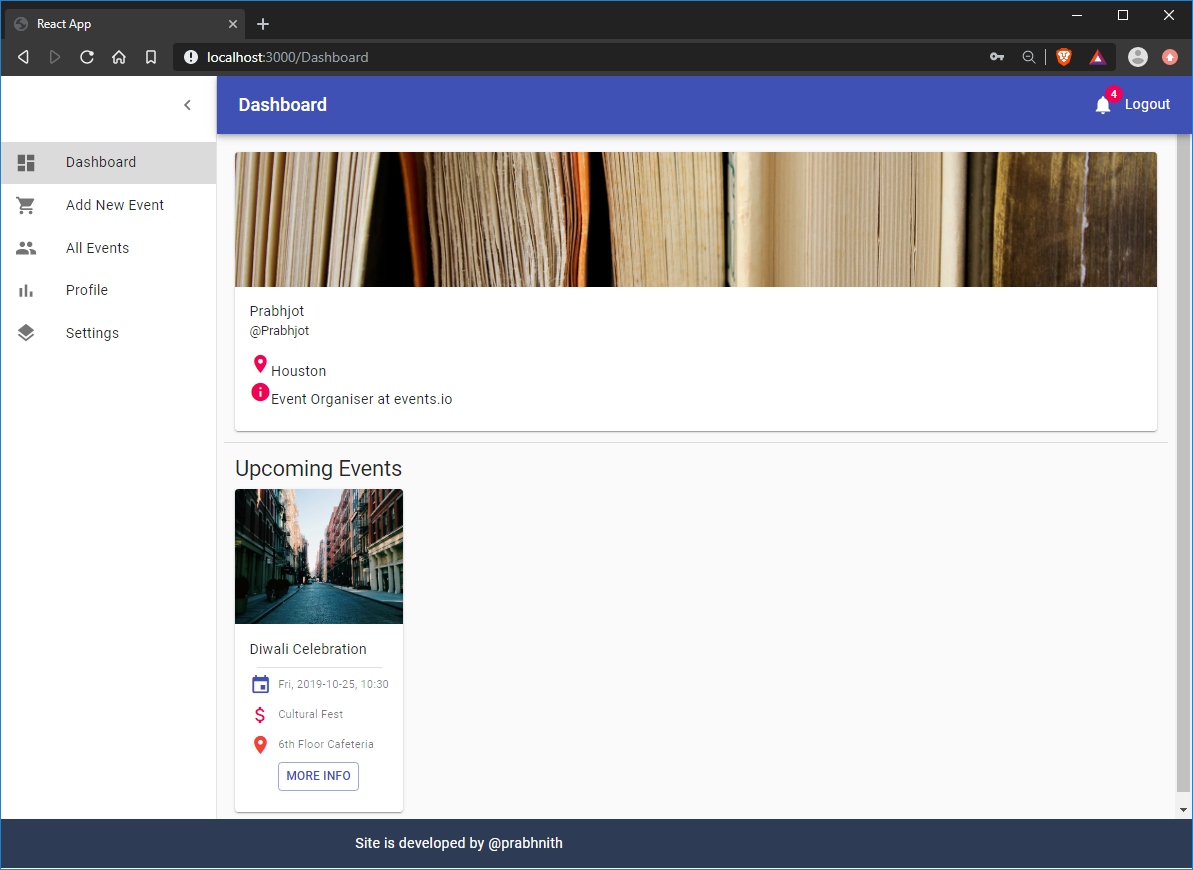 React App
localhost:3000/Dashboard
Dashboard
4
Logout
Dashboard
Add New Event
All Events
Profile
Settings
Prabhjot
@Prabhjot
Houston
Event Organiser at events.io
Upcoming Events
Diwali Celebration
Fri, 2019-10-25, 10:30
Cultural Fest
6th Floor Cafeteria
MORE INFO
Site is developed by @prabhnith